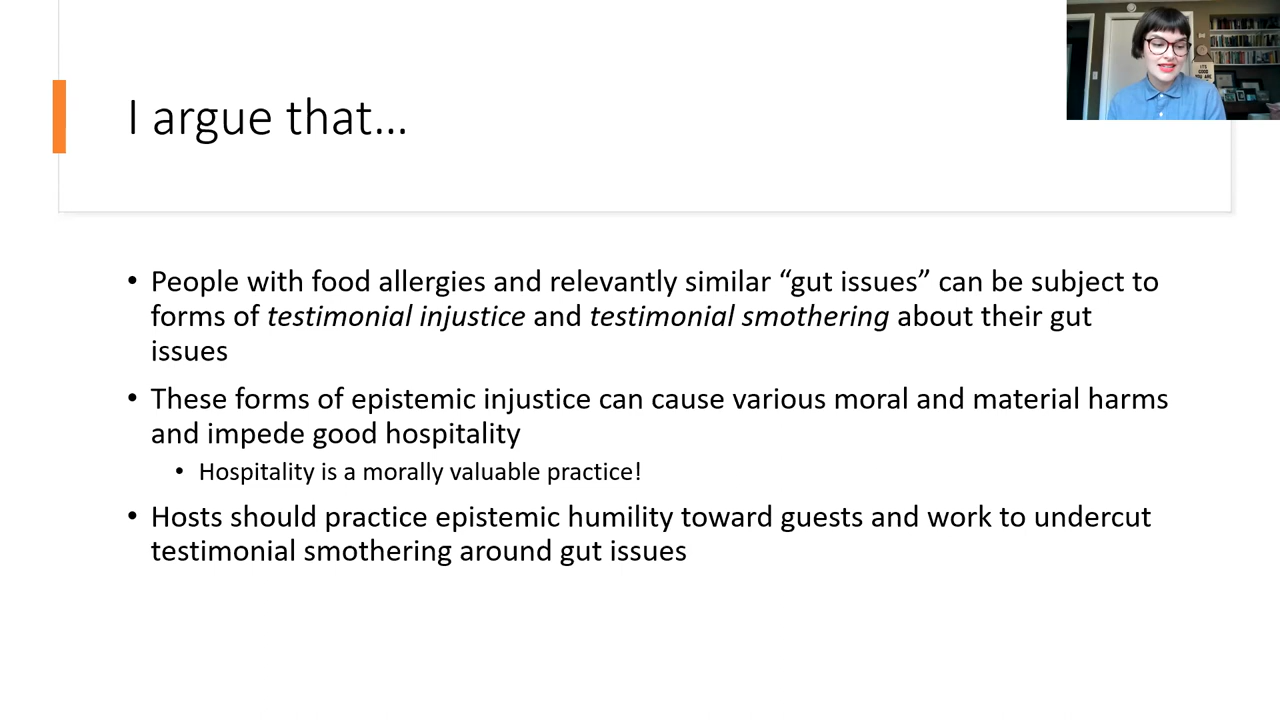 I argue that...
• People with food allergies and relevantly similar “gut issues” can be subject to
forms of testimonial injustice and testimonial smothering about their gut
issues
• These forms of epistemic injustice can cause various moral and material harms
and impede good hospitality
• Hospitality is a morally valuable practice!
• Hosts should practice epistemic humility toward guests and work to undercut
testimonial smothering around gut issues